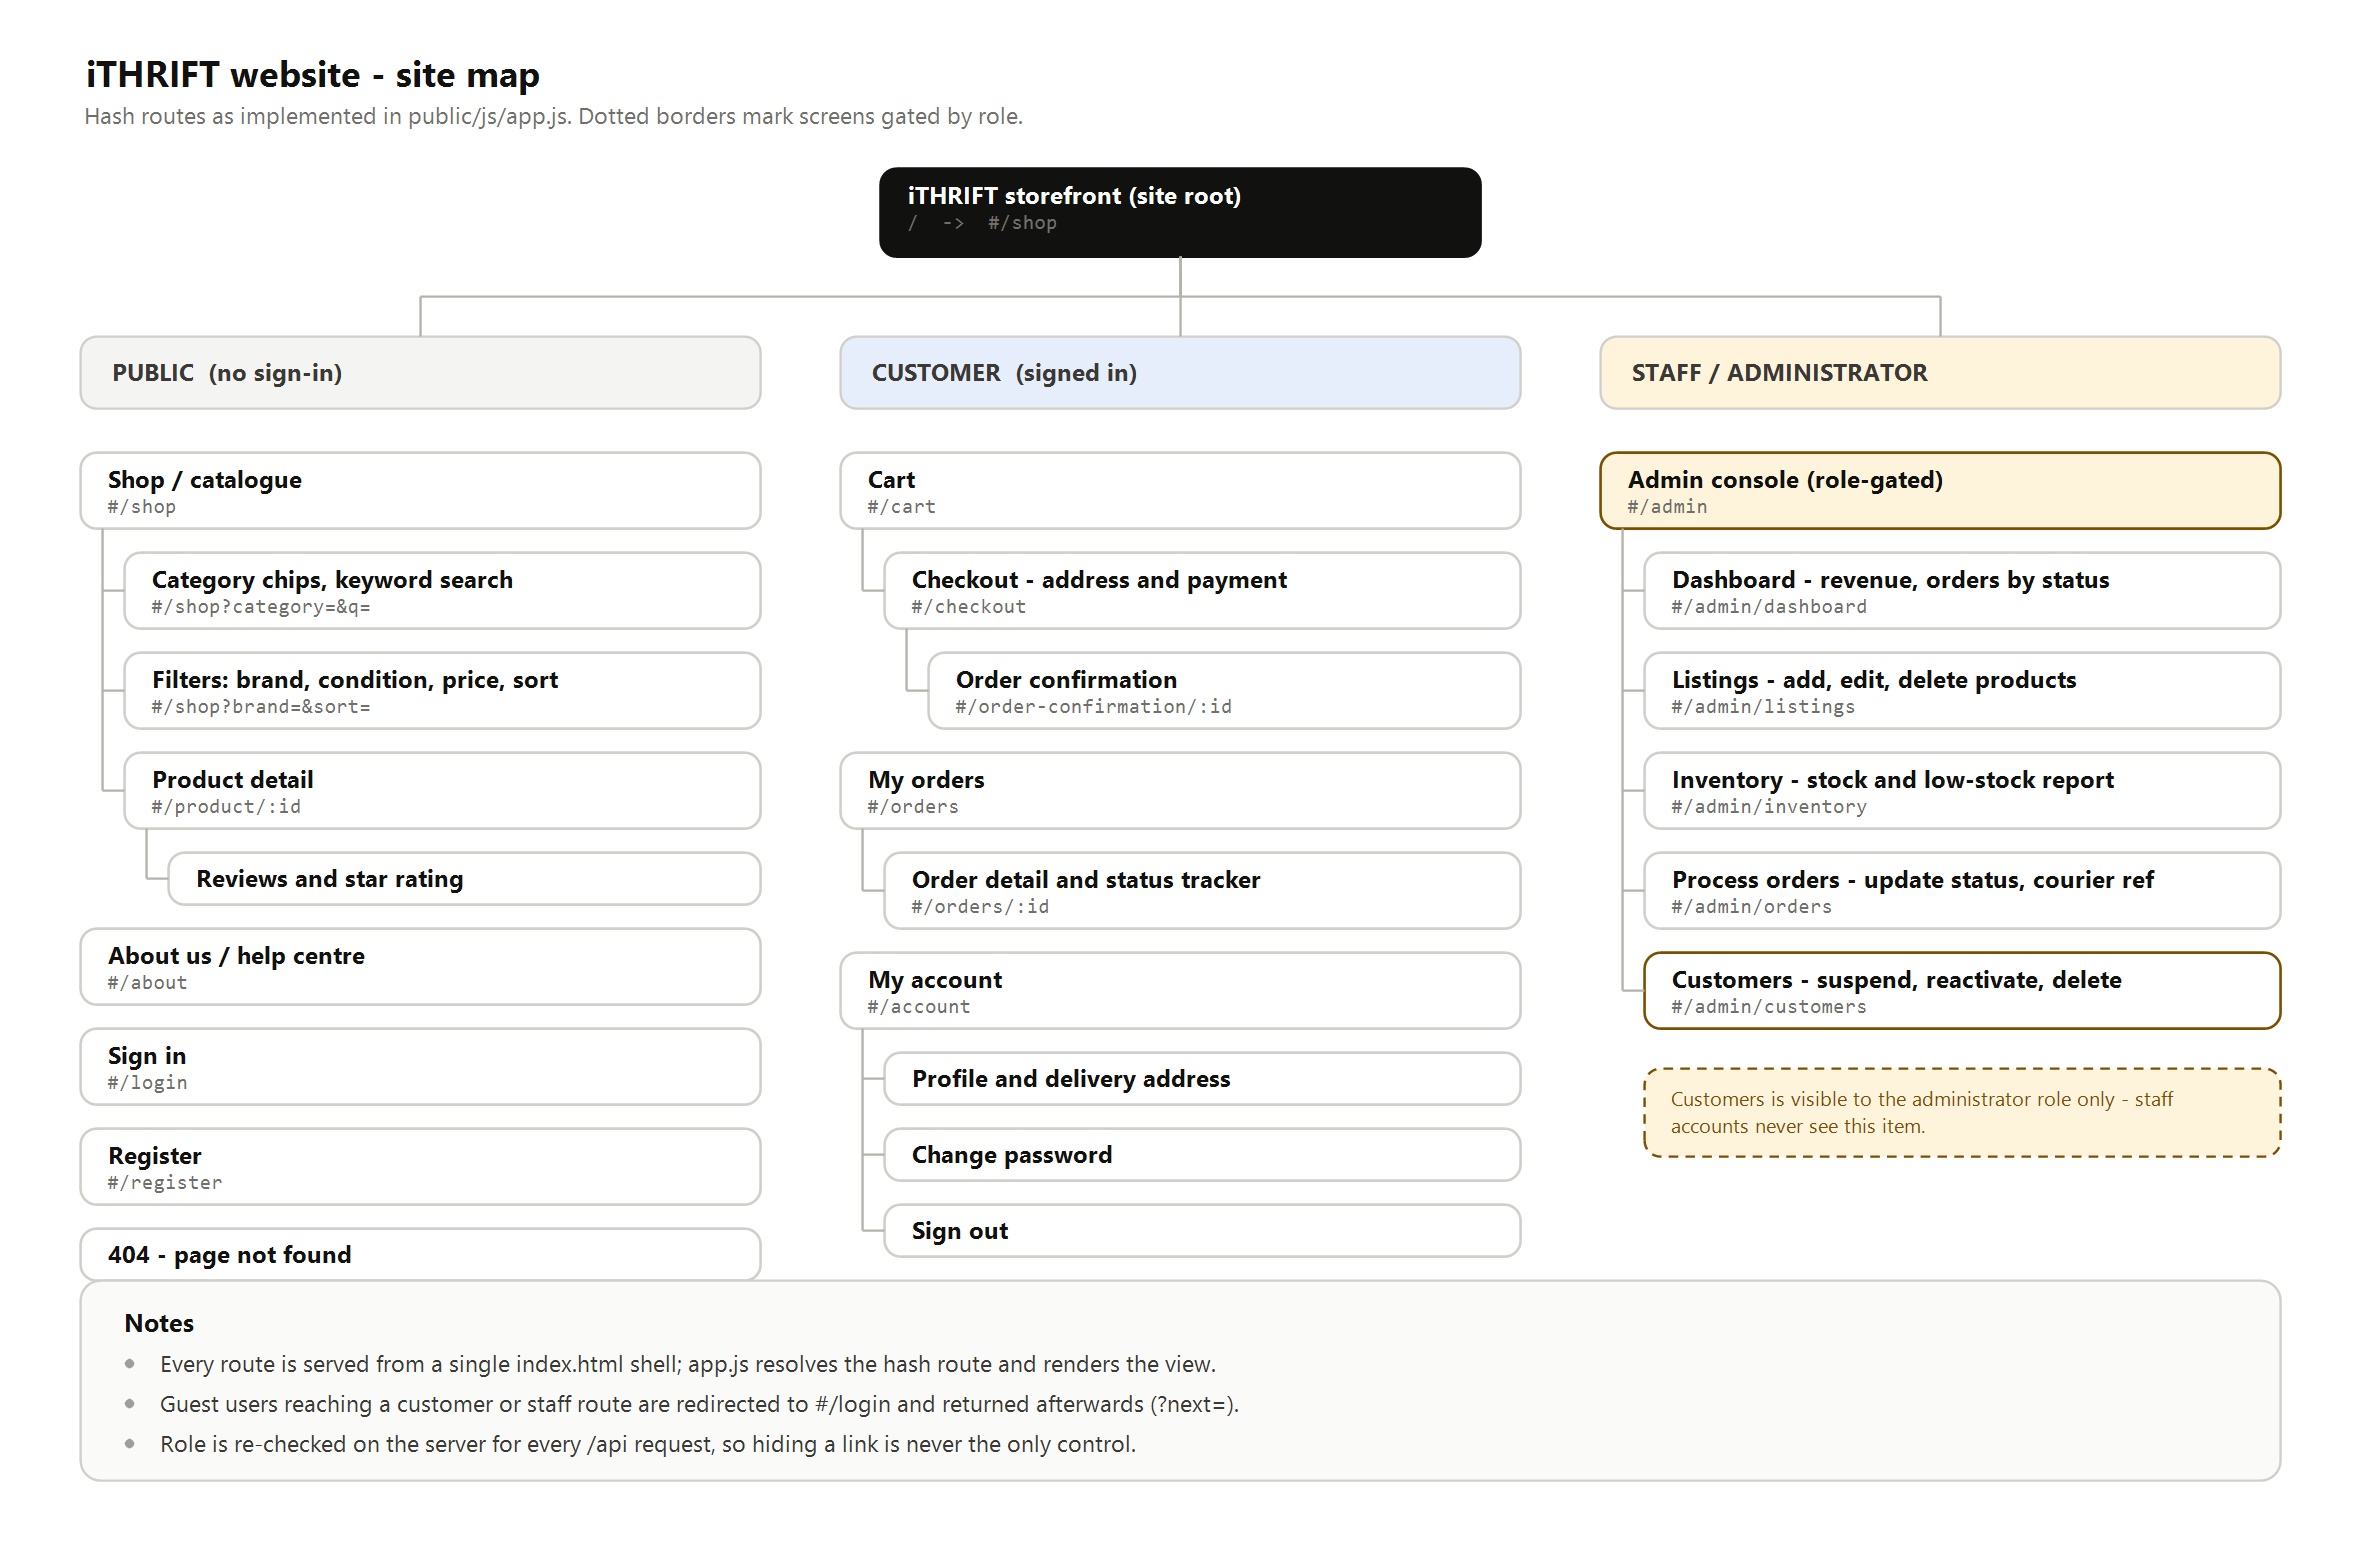 iTHRIFT website - site map
Hash routes as implemented in public/js/app.js. Dotted borders mark screens gated by role.
iTHRIFT storefront (site root)
/  ->  #/shop
PUBLIC  (no sign-in)
Shop / catalogue
#/shop
Category chips, keyword search
#/shop?category=&q=
Filters: brand, condition, price, sort
#/shop?brand=&sort=
Product detail
#/product/:id
Reviews and star rating
About us / help centre
#/about
Sign in
#/login
Register
#/register
404 - page not found
CUSTOMER  (signed in)
Cart
#/cart
Checkout - address and payment
#/checkout
Order confirmation
#/order-confirmation/:id
My orders
#/orders
Order detail and status tracker
#/orders/:id
My account
#/account
Profile and delivery address
Change password
Sign out
STAFF / ADMINISTRATOR
Admin console (role-gated)
#/admin
Dashboard - revenue, orders by status
#/admin/dashboard
Listings - add, edit, delete products
#/admin/listings
Inventory - stock and low-stock report
#/admin/inventory
Process orders - update status, courier ref
#/admin/orders
Customers - suspend, reactivate, delete
#/admin/customers
Customers is visible to the administrator role only - staff
accounts never see this item.
Notes
Every route is served from a single index.html shell; app.js resolves the hash route and renders the view.
Guest users reaching a customer or staff route are redirected to #/login and returned afterwards (?next=).
Role is re-checked on the server for every /api request, so hiding a link is never the only control.